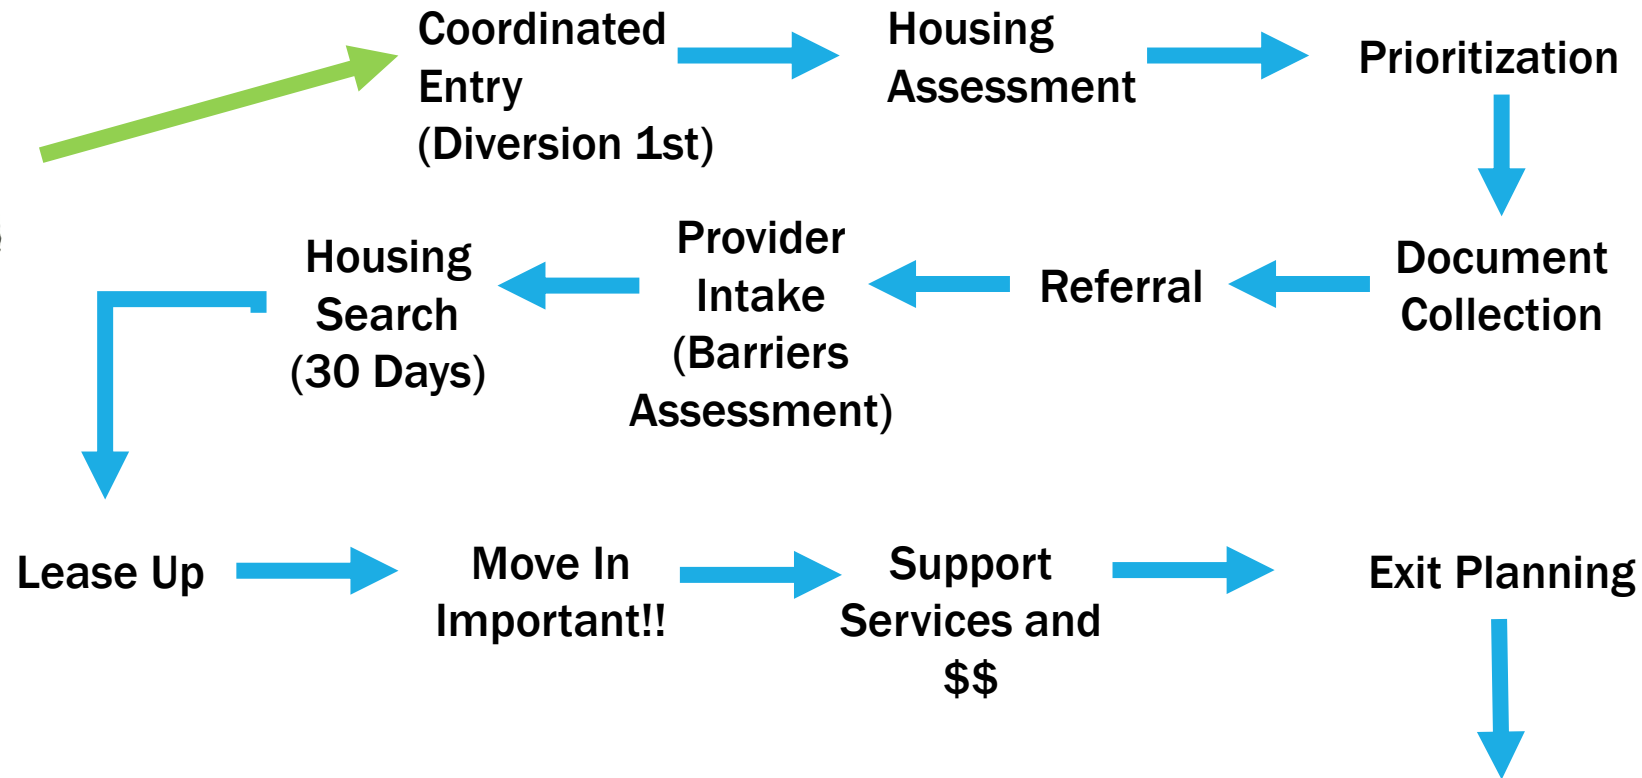 Coordinated
Entry
(Diversion 1st)
Housing
Assessment
Prioritization
Document
Collection
Referral
Provider
Intake
(Barriers
Assessment)
Housing
Search
(30 Days)
Lease Up
Move In
Important!!
Support
Services and
$$
Exit Planning